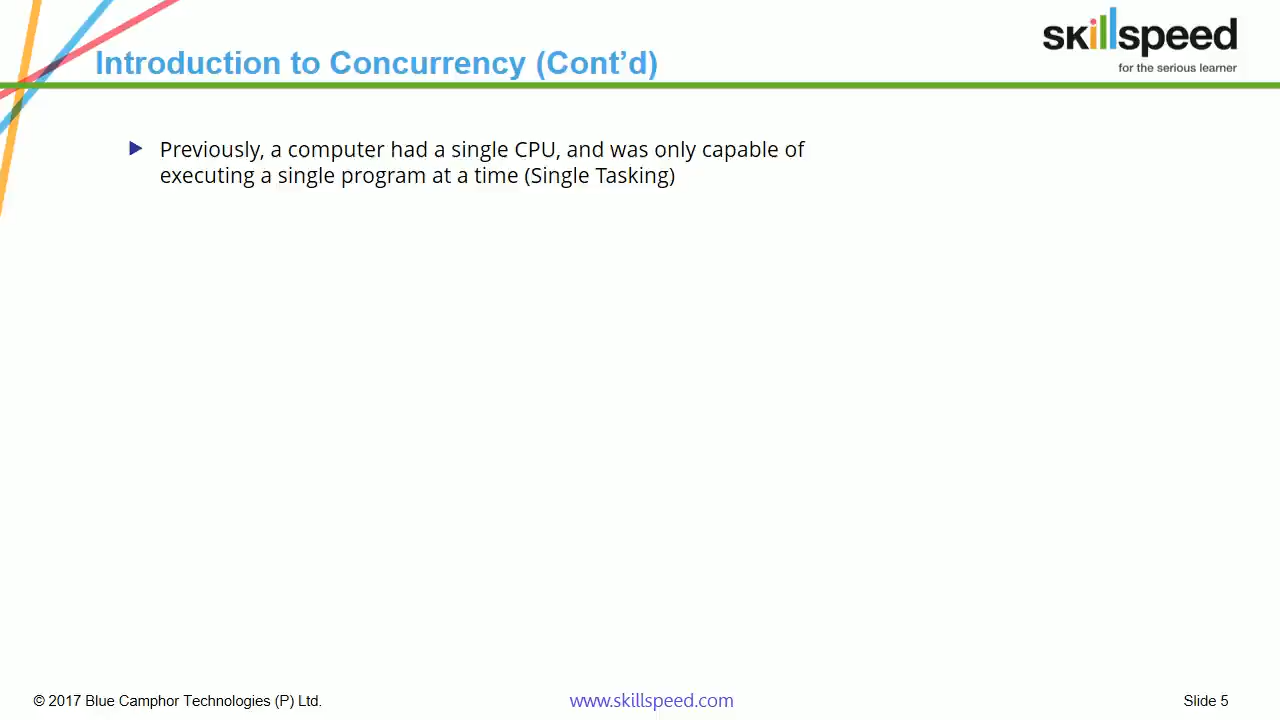 Introduction to Concurrency (Cont’d)
skillspeed
for the serious learner
Previously, a computer had a single CPU, and was only capable of
executing a single program at a time (Single Tasking)
© 2017 Blue Camphor Technologies (P) Ltd.
www.skillspeed.com
Slide 5